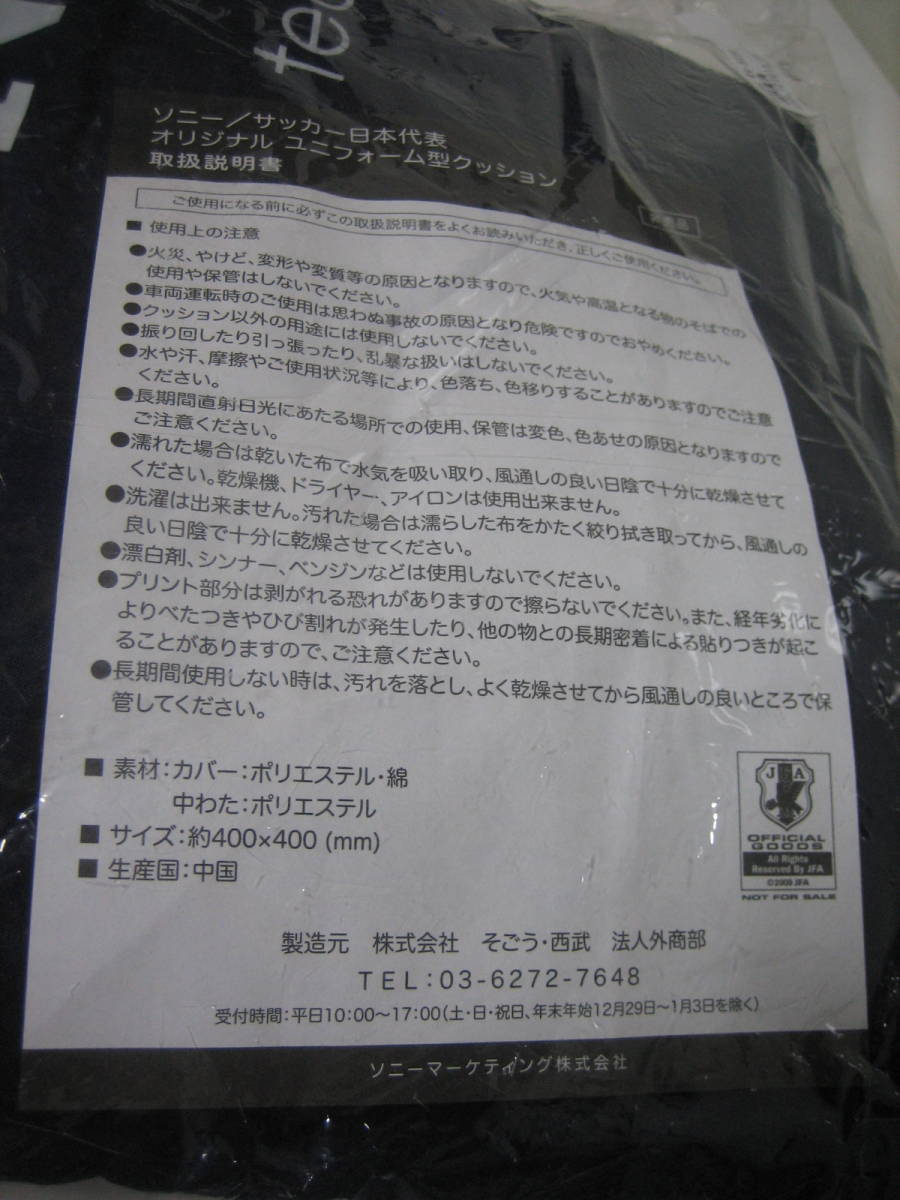 ソニー/サッカー日本代表
オリジナル ユニフォーム型クッション
取扱説明書
ご使用になる前に必ずこの取扱説明書をよくお読みいただき、正しくご使用ください。
■ 使用上の注意
●火災、やけど、変形や変質等の原因となりますので、火気や高温となる物のそばでの
使用や保管はしないでください。
●車両運転時のご使用は思わぬ事故の原因となり危険ですのでおやめください。
●クッション以外の用途には使用しないでください。
●振り回したり引っ張ったり、乱暴な扱いはしないでください。
●水や汗、摩擦やご使用状況等により、色落ち、色移りすることがありますのでご注意
ください。
●長期間直射日光にあたる場所での使用、保管は変色、色あせの原因となりますので
ご注意ください。
●濡れた場合は乾いた布で水気を吸い取り、風通しの良い日陰で十分に乾燥させて
ください。乾燥機、ドライヤー、アイロンは使用出来ません。
●洗濯は出来ません。汚れた場合は濡らした布をかたく絞り拭き取ってから、風通しの
良い日陰で十分に乾燥させてください。
●漂白剤、シンナー、ベンジンなどは使用しないでください。
●プリント部分は剥がれる恐れがありますので擦らないでください。また、経年劣化に
よりべたつきやひび割れが発生したり、他の物との長期密着による貼りつきが起こ
ることがありますので、ご注意ください。
●長期間使用しない時は、汚れを落とし、よく乾燥させてから風通しの良いところで保
管してください。
■ 素材:カバー:ポリエステル・綿
中わた:ポリエステル
■ サイズ:約400×400 (mm)
■ 生産国:中国
JFA
OFFICIAL
GOODS
All Rights
Reserved By JFA
©2009 JFA
NOT FOR SALE
製造元 株式会社 そごう・西武 法人外商部
TEL:03-6272-7648
受付時間:平日10:00～17:00(土・日・祝日、年末年始12月29日～1月3日を除く)
ソニーマーケティング株式会社